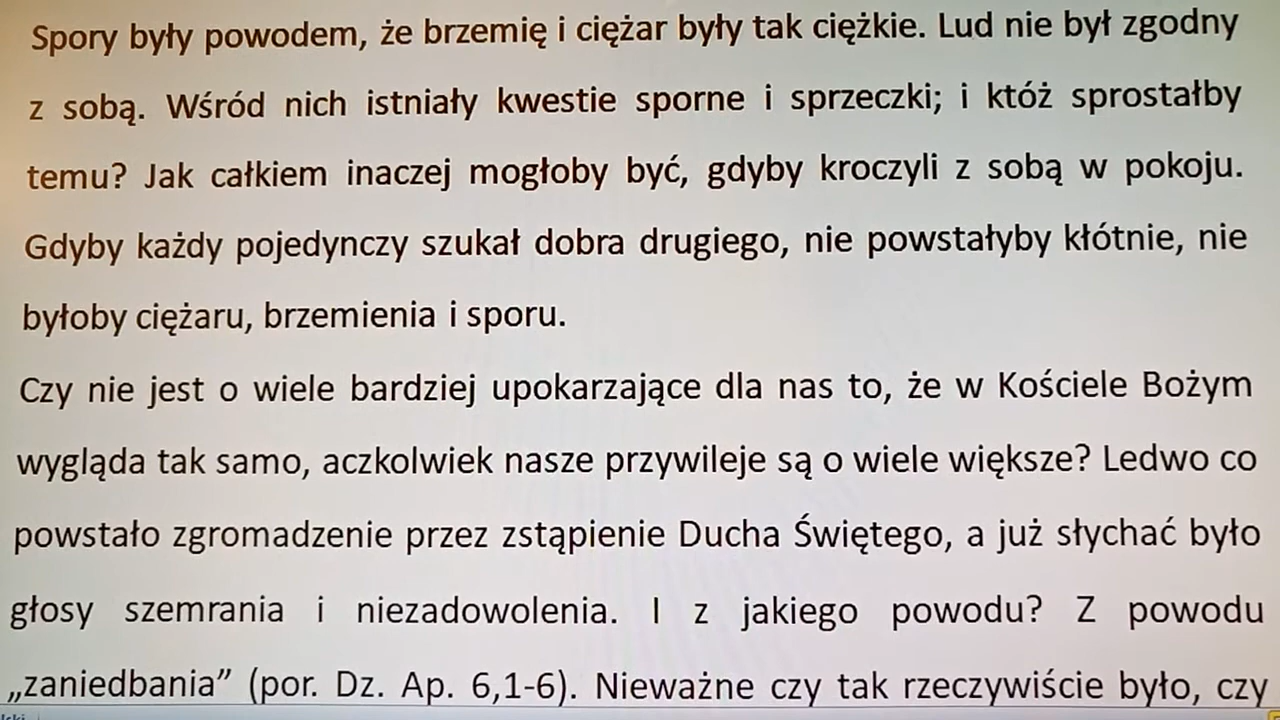 Spory były powodem, że brzemię i ciężar były tak ciężkie. Lud nie był zgodny
z sobą. Wśród nich istniały kwestie sporne i sprzeczki; i któż sprostałby
temu? Jak całkiem inaczej mogłoby być, gdyby kroczyli z sobą w pokoju.
Gdyby każdy pojedynczy szukał dobra drugiego, nie powstałyby kłótnie, nie
byłoby ciężaru, brzemienia i sporu.
Czy nie jest o wiele bardziej upokarzające dla nas to, że w Kościele Bożym
wygląda tak samo, aczkolwiek nasze przywileje są o wiele większe? Ledwo co
powstało zgromadzenie przez zstąpienie Ducha Świętego, a już słychać było
głosy szemrania i niezadowolenia. I z jakiego powodu? Z powodu
„zaniedbania” (por. Dz. Ap. 6,1-6). Nieważne czy tak rzeczywiście było, czy